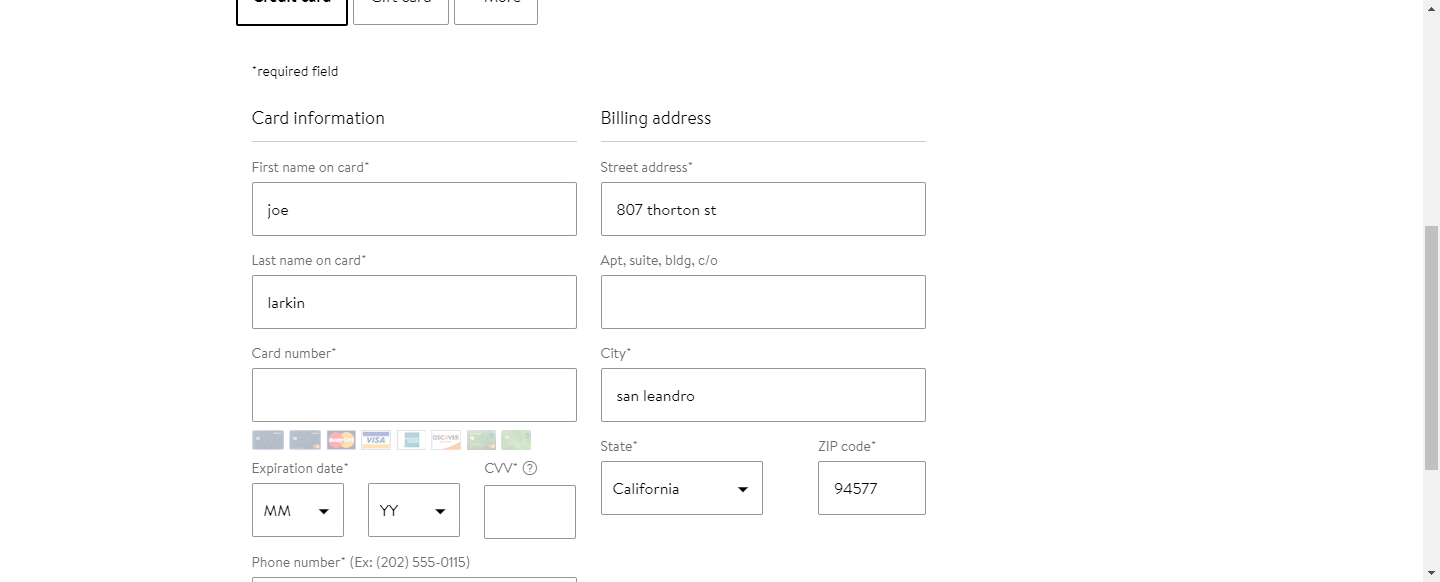 Credit card Gift card More
*required field
Card information
First name on card*
joe
Last name on card*
larkin
Card number*
VISA
DISCOVER
Expiration date*
CVV* ?
MM YY
Phone number* (Ex: (202) 555-0115)
Billing address
Street address*
807 thorton st
Apt, suite, bldg, c/o
City*
san leandro
State* ZIP code*
California 94577